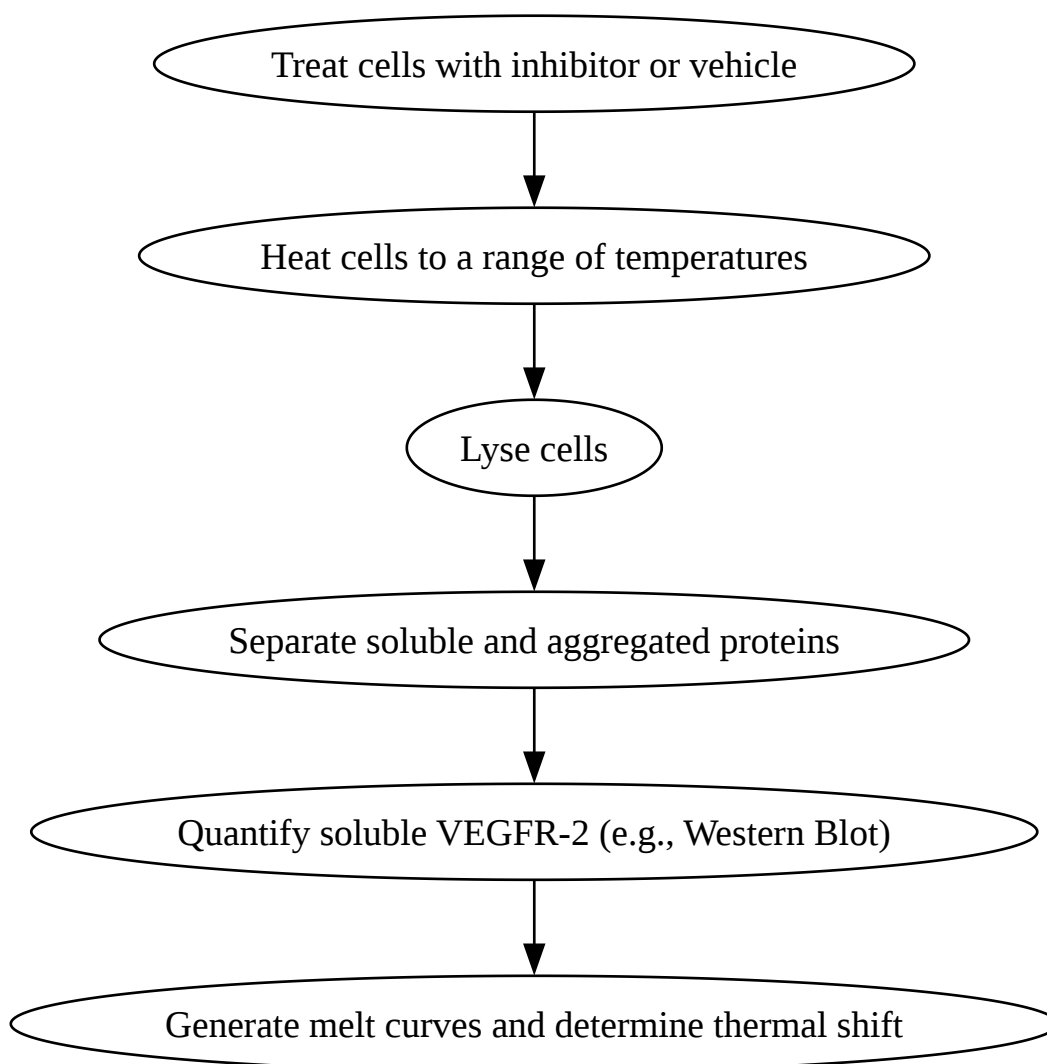 Treat cells with inhibitor or vehicle
Heat cells to a range of temperatures
Lyse cells
Separate soluble and aggregated proteins
Quantify soluble VEGFR-2 (e.g., Western Blot)
Generate melt curves and determine thermal shift